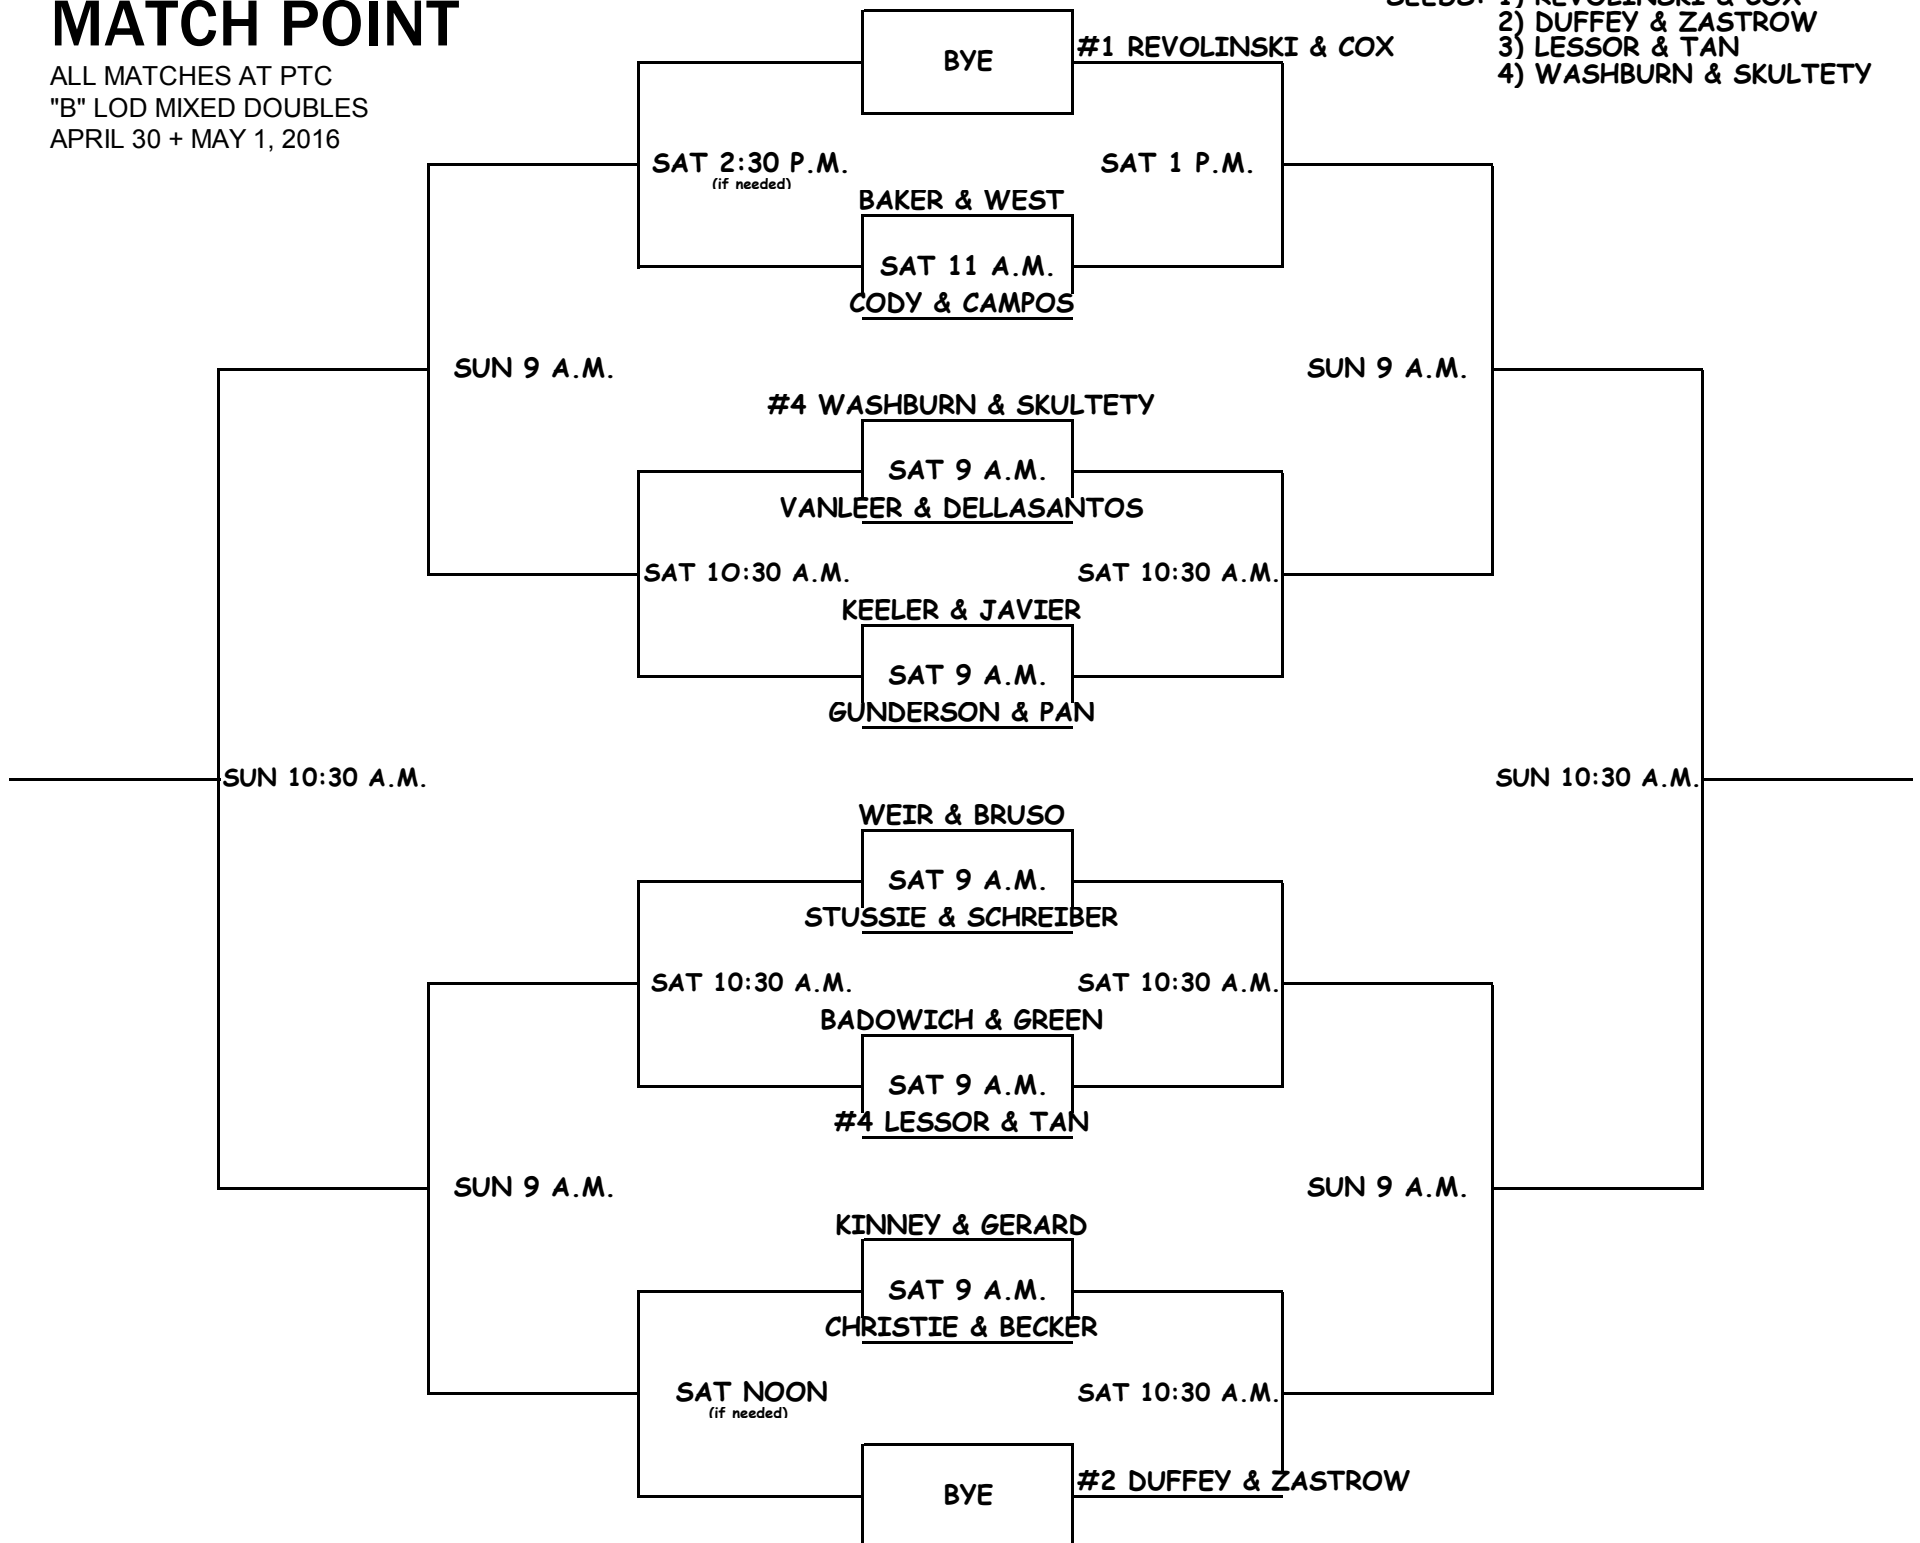 MATCH POINT
SEEDS: 1) REVOLINSKI & COX
2) DUFFEY & ZASTROW
3) LESSOR & TAN
4) WASHBURN & SKULTETY
ALL MATCHES AT PTC
"B" LOD MIXED DOUBLES
APRIL 30 + MAY 1, 2016
BYE
#1 REVOLINSKI & COX
SAT 2:30 P.M.
(if needed)
SAT 1 P.M.
BAKER & WEST
SAT 11 A.M.
CODY & CAMPOS
SUN 9 A.M.
SUN 9 A.M.
#4 WASHBURN & SKULTETY
SAT 9 A.M.
VANLEER & DELLASANTOS
SAT 1O:30 A.M.
SAT 10:30 A.M.
KEELER & JAVIER
SAT 9 A.M.
GUNDERSON & PAN
SUN 10:30 A.M.
SUN 10:30 A.M.
WEIR & BRUSO
SAT 9 A.M.
STUSSIE & SCHREIBER
SAT 10:30 A.M.
SAT 10:30 A.M.
BADOWICH & GREEN
SAT 9 A.M.
#4 LESSOR & TAN
SUN 9 A.M.
SUN 9 A.M.
KINNEY & GERARD
SAT 9 A.M.
CHRISTIE & BECKER
SAT NOON
(if needed)
SAT 10:30 A.M.
BYE
#2 DUFFEY & ZASTROW